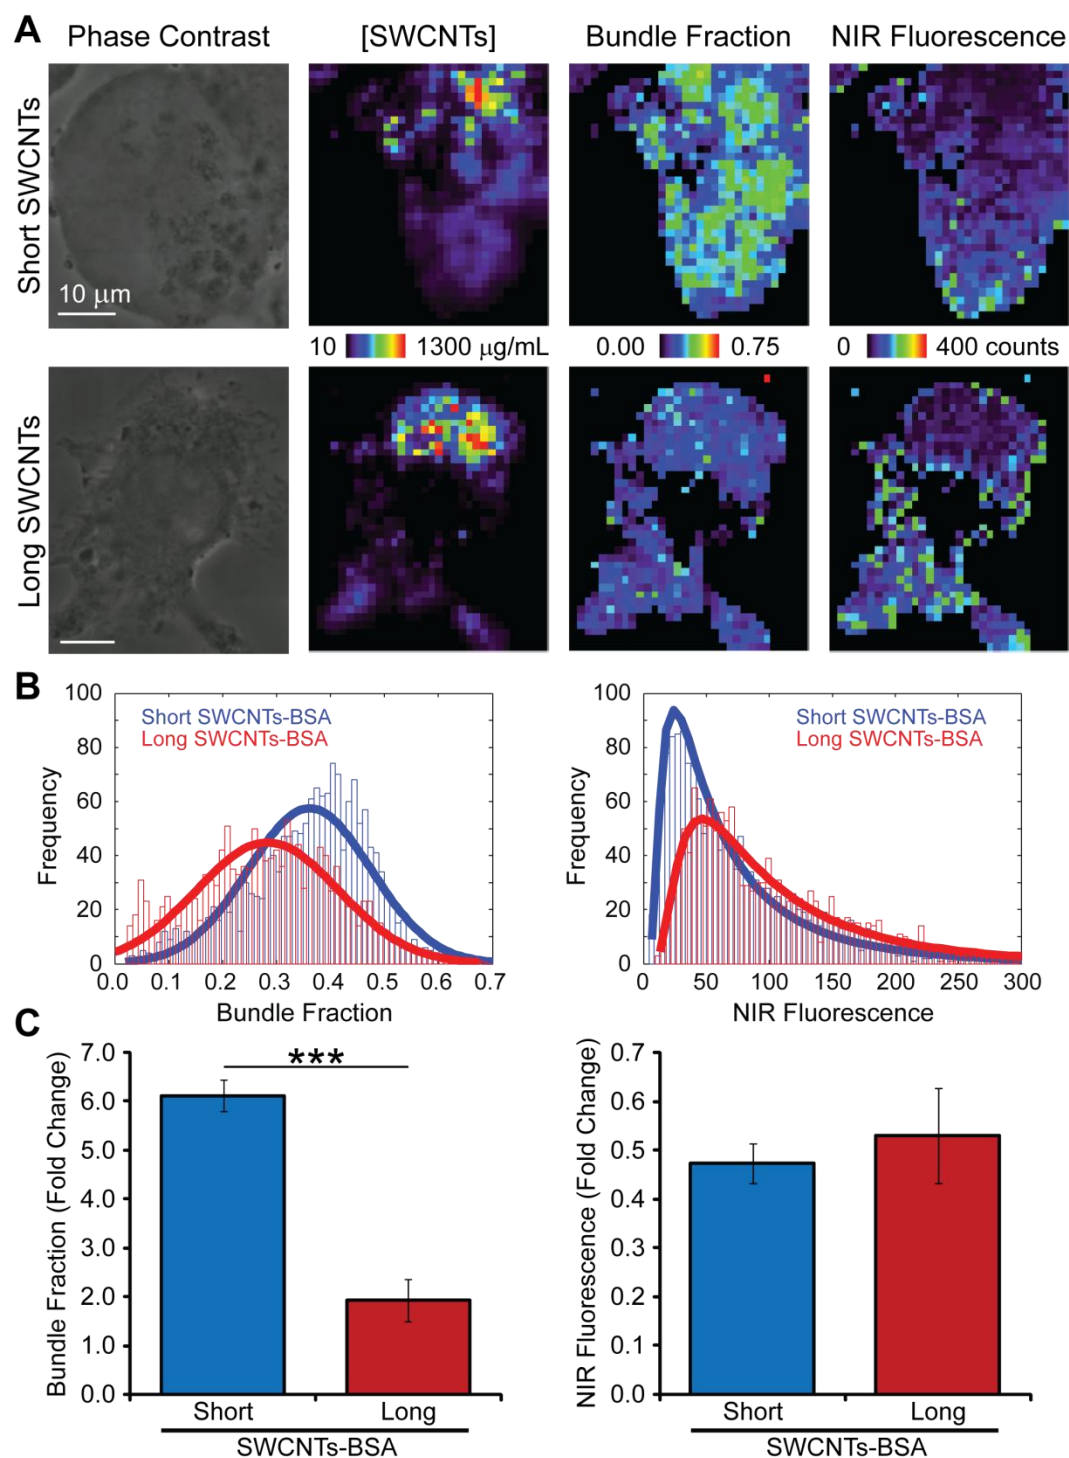 A
Phase Contrast [SWCNTs] Bundle Fraction NIR Fluorescence
Short SWCNTs
10 μm
10 1300 μg/mL 0.00 0.75 0 400 counts
Long SWCNTs
B
100
80
60
40
20
0
Frequency
Short SWCNTs-BSA
Long SWCNTs-BSA
0.0 0.1 0.2 0.3 0.4 0.5 0.6 0.7
Bundle Fraction
100
80
60
40
20
0
Frequency
Short SWCNTs-BSA
Long SWCNTs-BSA
0 50 100 150 200 250 300
NIR Fluorescence
C
Bundle Fraction (Fold Change)
7.0
6.0
5.0
4.0
3.0
2.0
1.0
0.0
***
Short Long
SWCNTs-BSA
NIR Fluorescence (Fold Change)
0.7
0.6
0.5
0.4
0.3
0.2
0.1
0.0
Short Long
SWCNTs-BSA